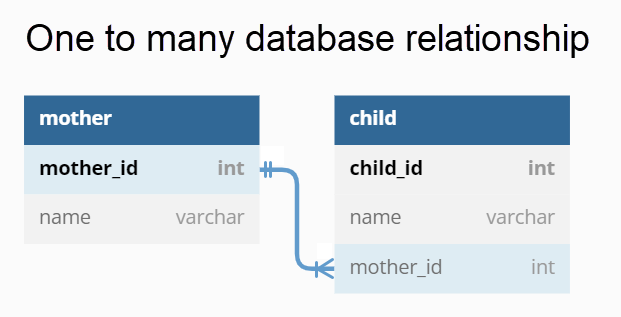 One to many database relationship
mother
mother_id int
name varchar
child
child_id int
name varchar
mother_id int